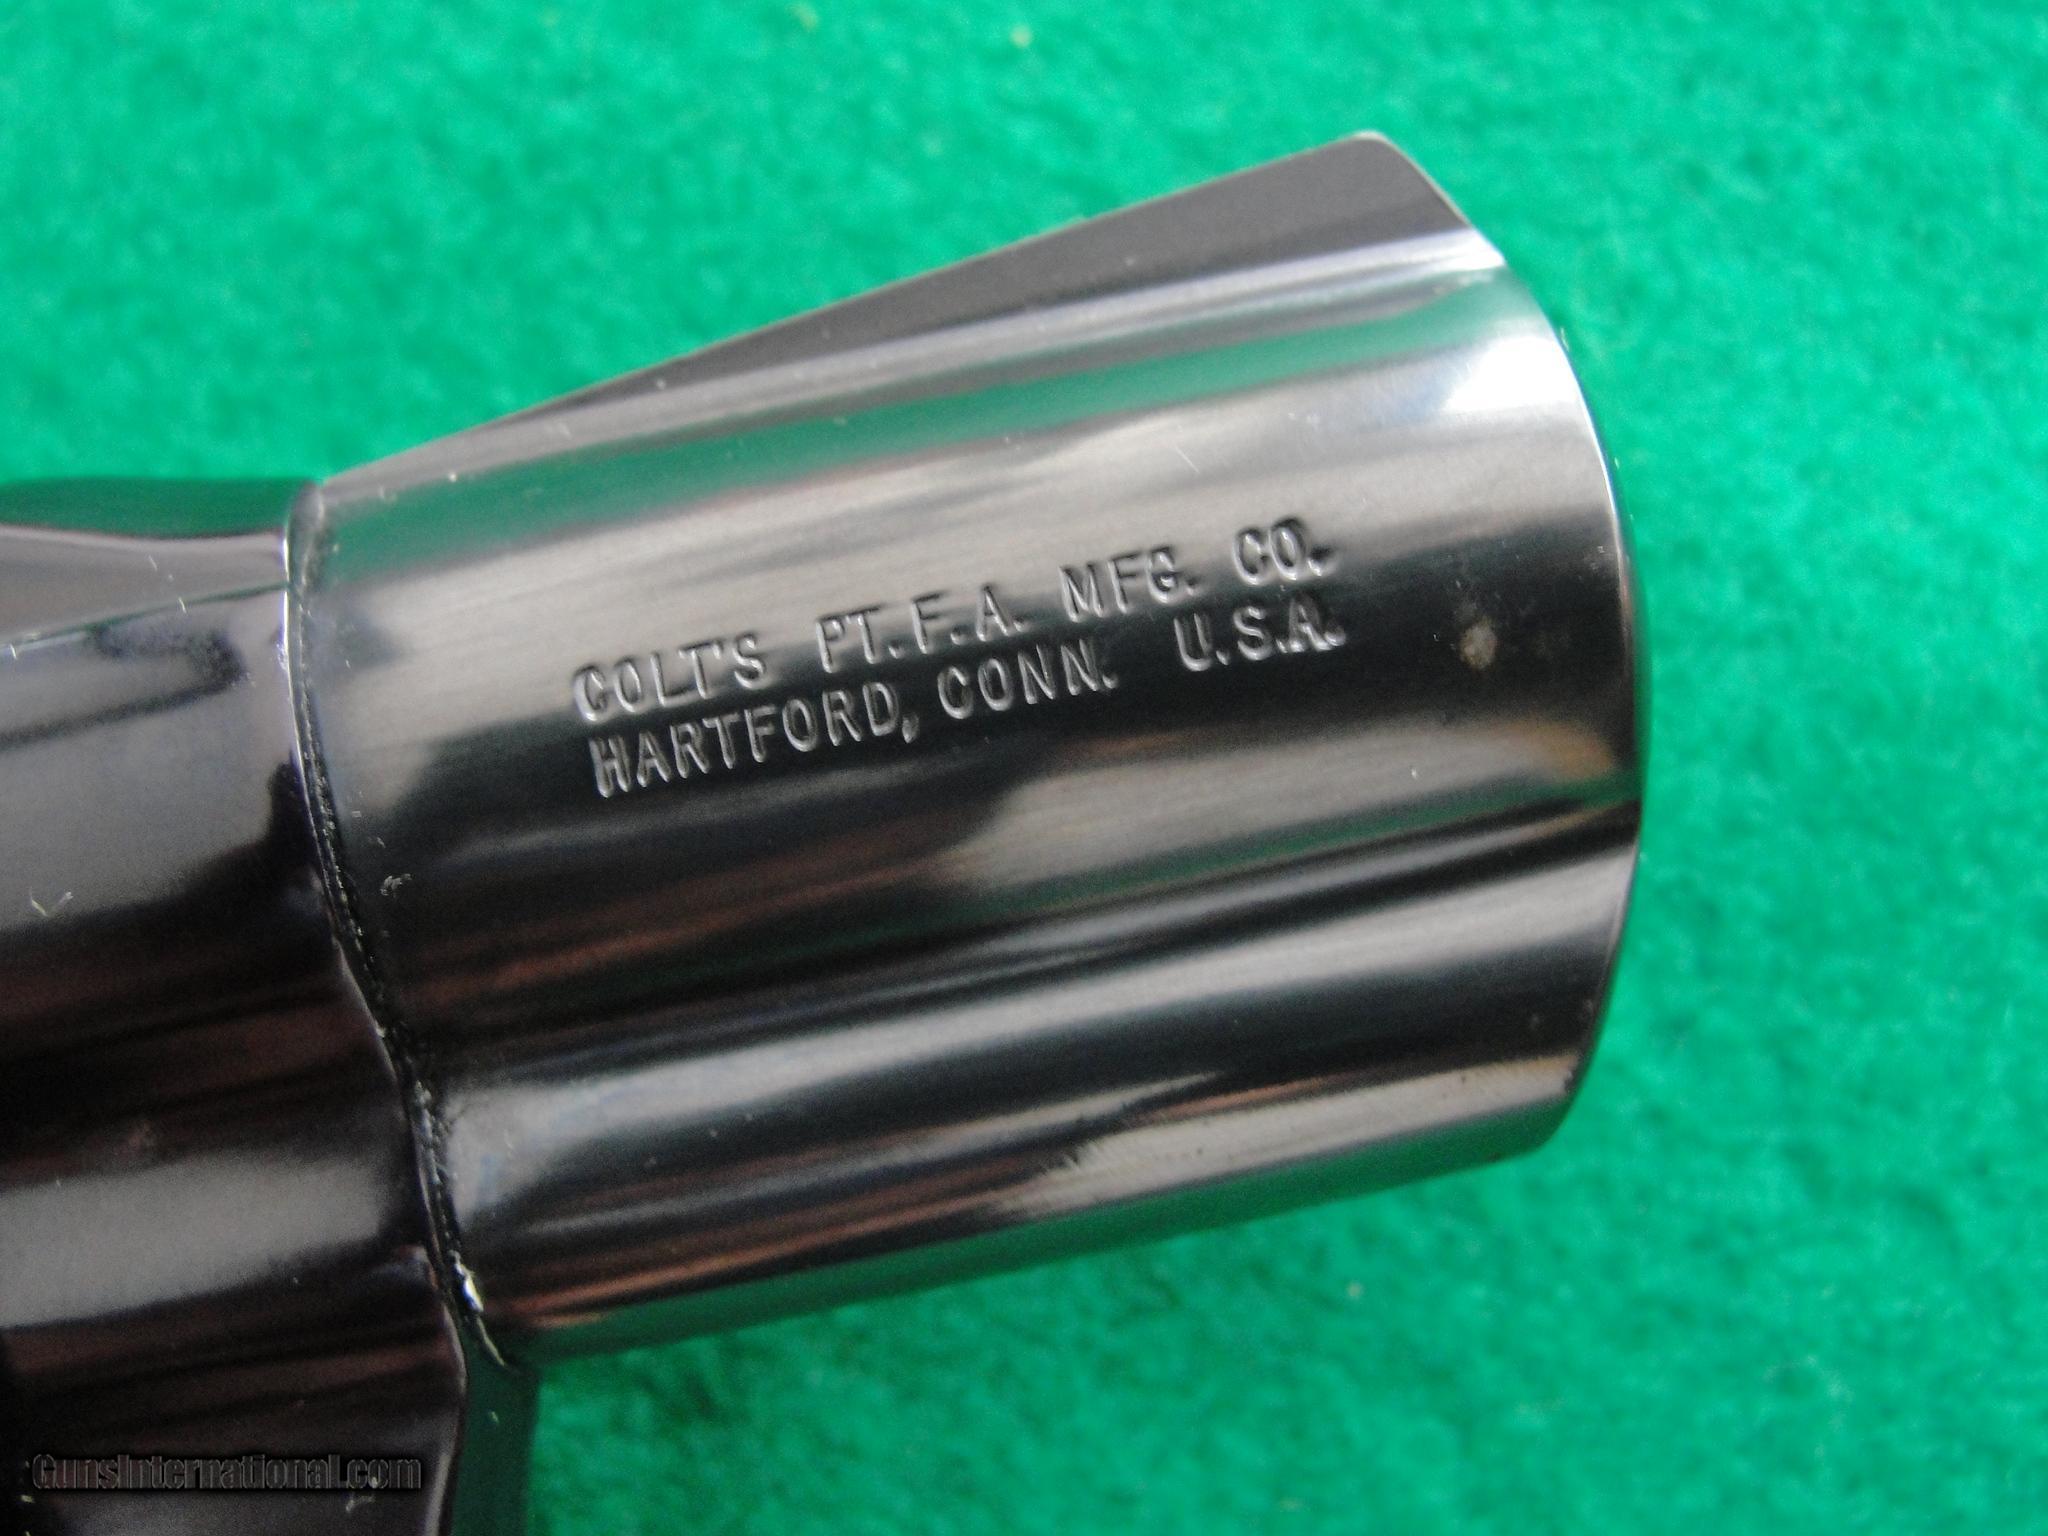 COLT'S PT. F. A. MFG. CO.
HARTFORD, CONN. U.S.A.
GunsInternational.com